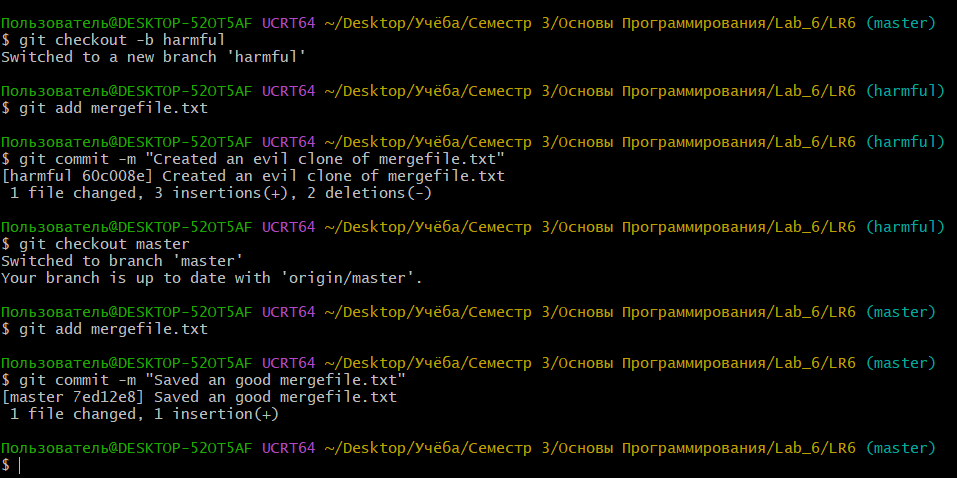 Пользователь@DESKTOP-52OT5AF UCRT64 ~/Desktop/Учёба/Семестр 3/Основы Программирования/Lab_6/LR6 (master)
$ git checkout -b harmful
Switched to a new branch 'harmful'
Пользователь@DESKTOP-52OT5AF UCRT64 ~/Desktop/Учёба/Семестр 3/Основы Программирования/Lab_6/LR6 (harmful)
$ git add mergefile.txt
Пользователь@DESKTOP-52OT5AF UCRT64 ~/Desktop/Учёба/Семестр 3/Основы Программирования/Lab_6/LR6 (harmful)
$ git commit -m "Created an evil clone of mergefile.txt"
[harmful 60c008e] Created an evil clone of mergefile.txt
 1 file changed, 3 insertions(+), 2 deletions(-)
Пользователь@DESKTOP-52OT5AF UCRT64 ~/Desktop/Учёба/Семестр 3/Основы Программирования/Lab_6/LR6 (harmful)
$ git checkout master
Switched to branch 'master'
Your branch is up to date with 'origin/master'.
Пользователь@DESKTOP-52OT5AF UCRT64 ~/Desktop/Учёба/Семестр 3/Основы Программирования/Lab_6/LR6 (master)
$ git add mergefile.txt
Пользователь@DESKTOP-52OT5AF UCRT64 ~/Desktop/Учёба/Семестр 3/Основы Программирования/Lab_6/LR6 (master)
$ git commit -m "Saved an good mergefile.txt"
[master 7ed12e8] Saved an good mergefile.txt
 1 file changed, 1 insertion(+)
Пользователь@DESKTOP-52OT5AF UCRT64 ~/Desktop/Учёба/Семестр 3/Основы Программирования/Lab_6/LR6 (master)
$